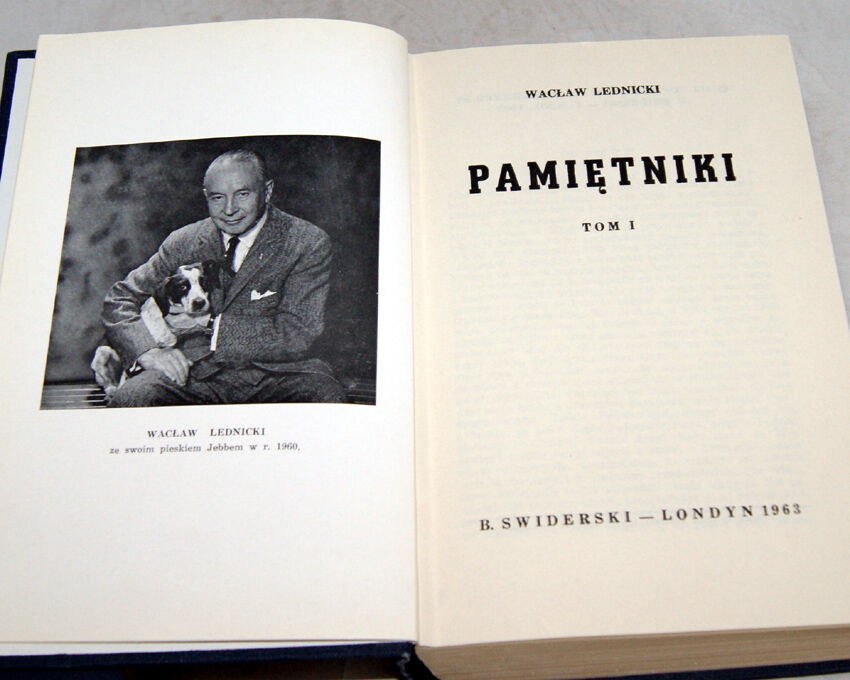 WACŁAW LEDNICKI
ze swoim pieskiem Jebbem w r. 1960,
WACŁAW LEDNICKI
PAMIĘTNIKI
TOM I
B. SWIDERSKI — LONDYN 1963